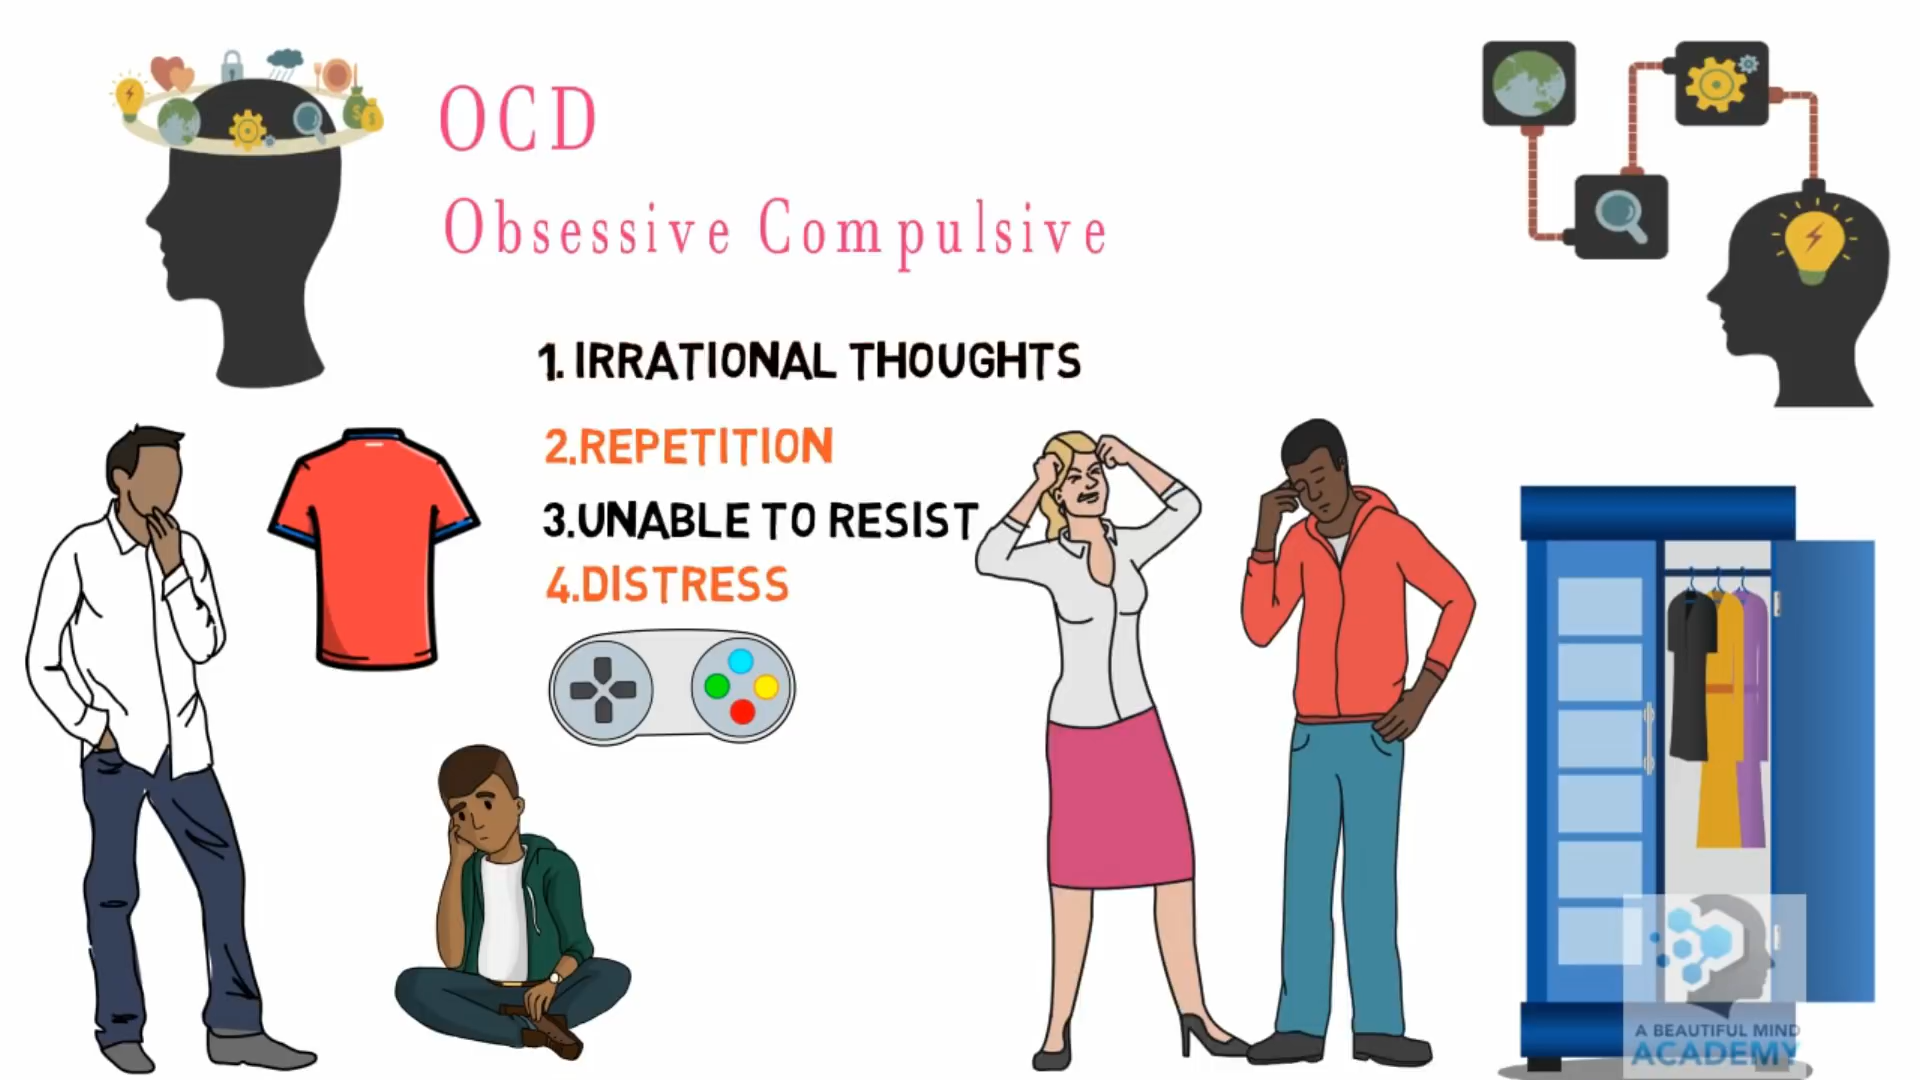 OCD
Obsessive Compulsive
1. IRRATIONAL THOUGHTS
2.REPETITION
3.UNABLE TO RESIST
4.DISTRESS
A BEAUTIFUL MIND
ACADEMY